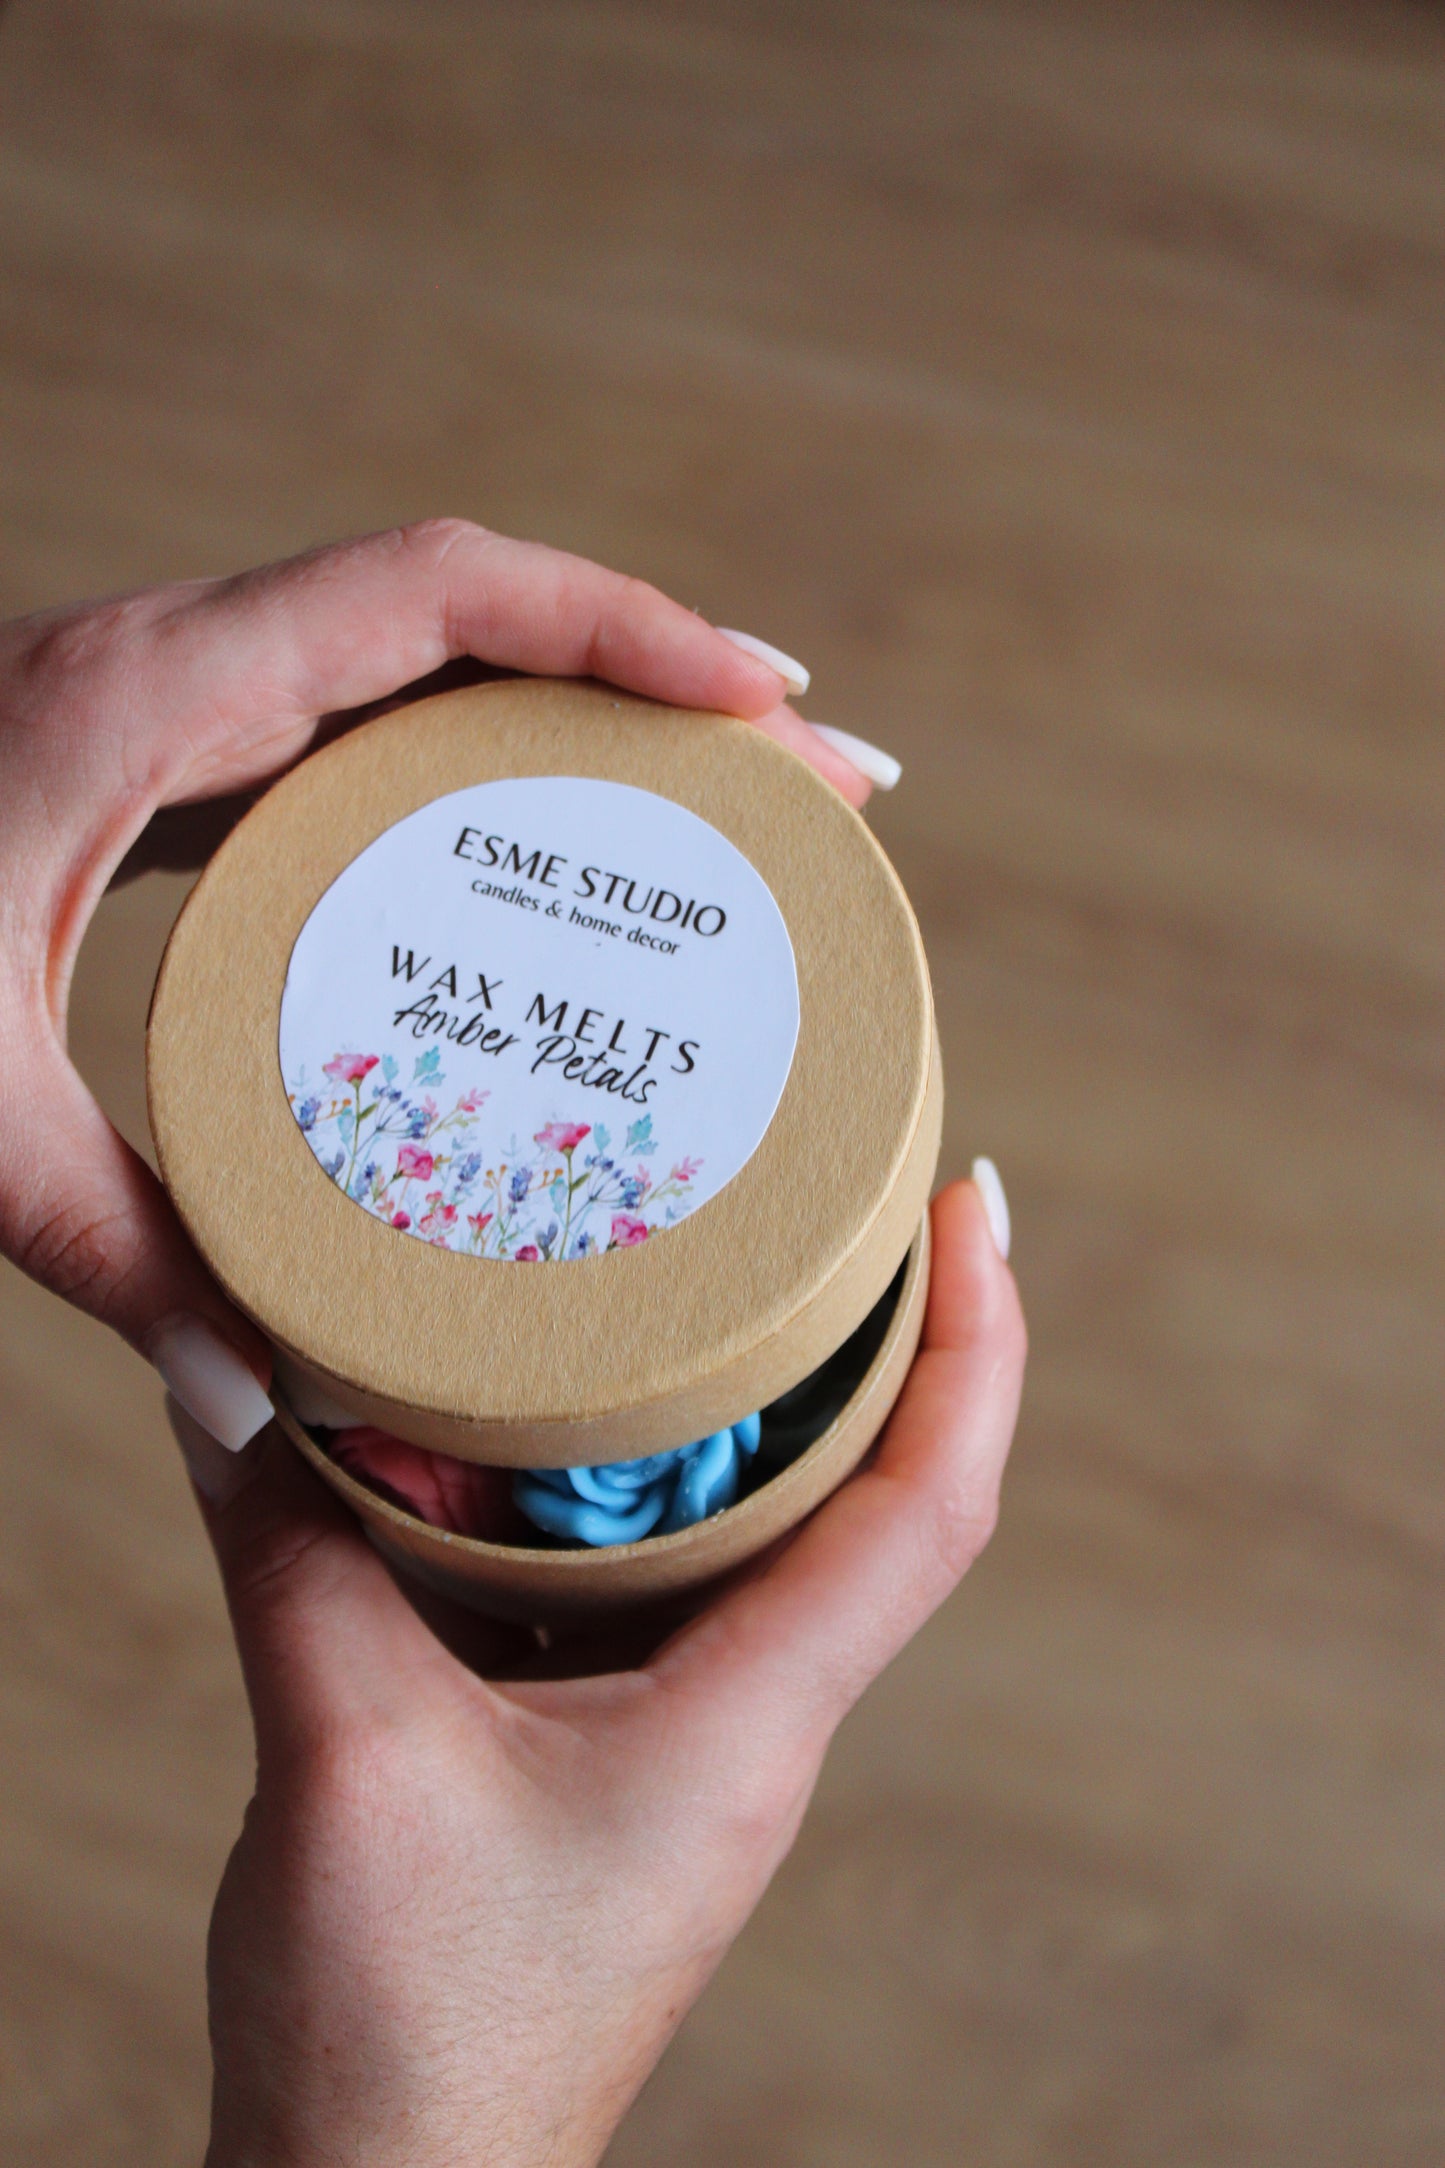 ESME STUDIO
candles & home decor
WAX MELTS
Amber Petals